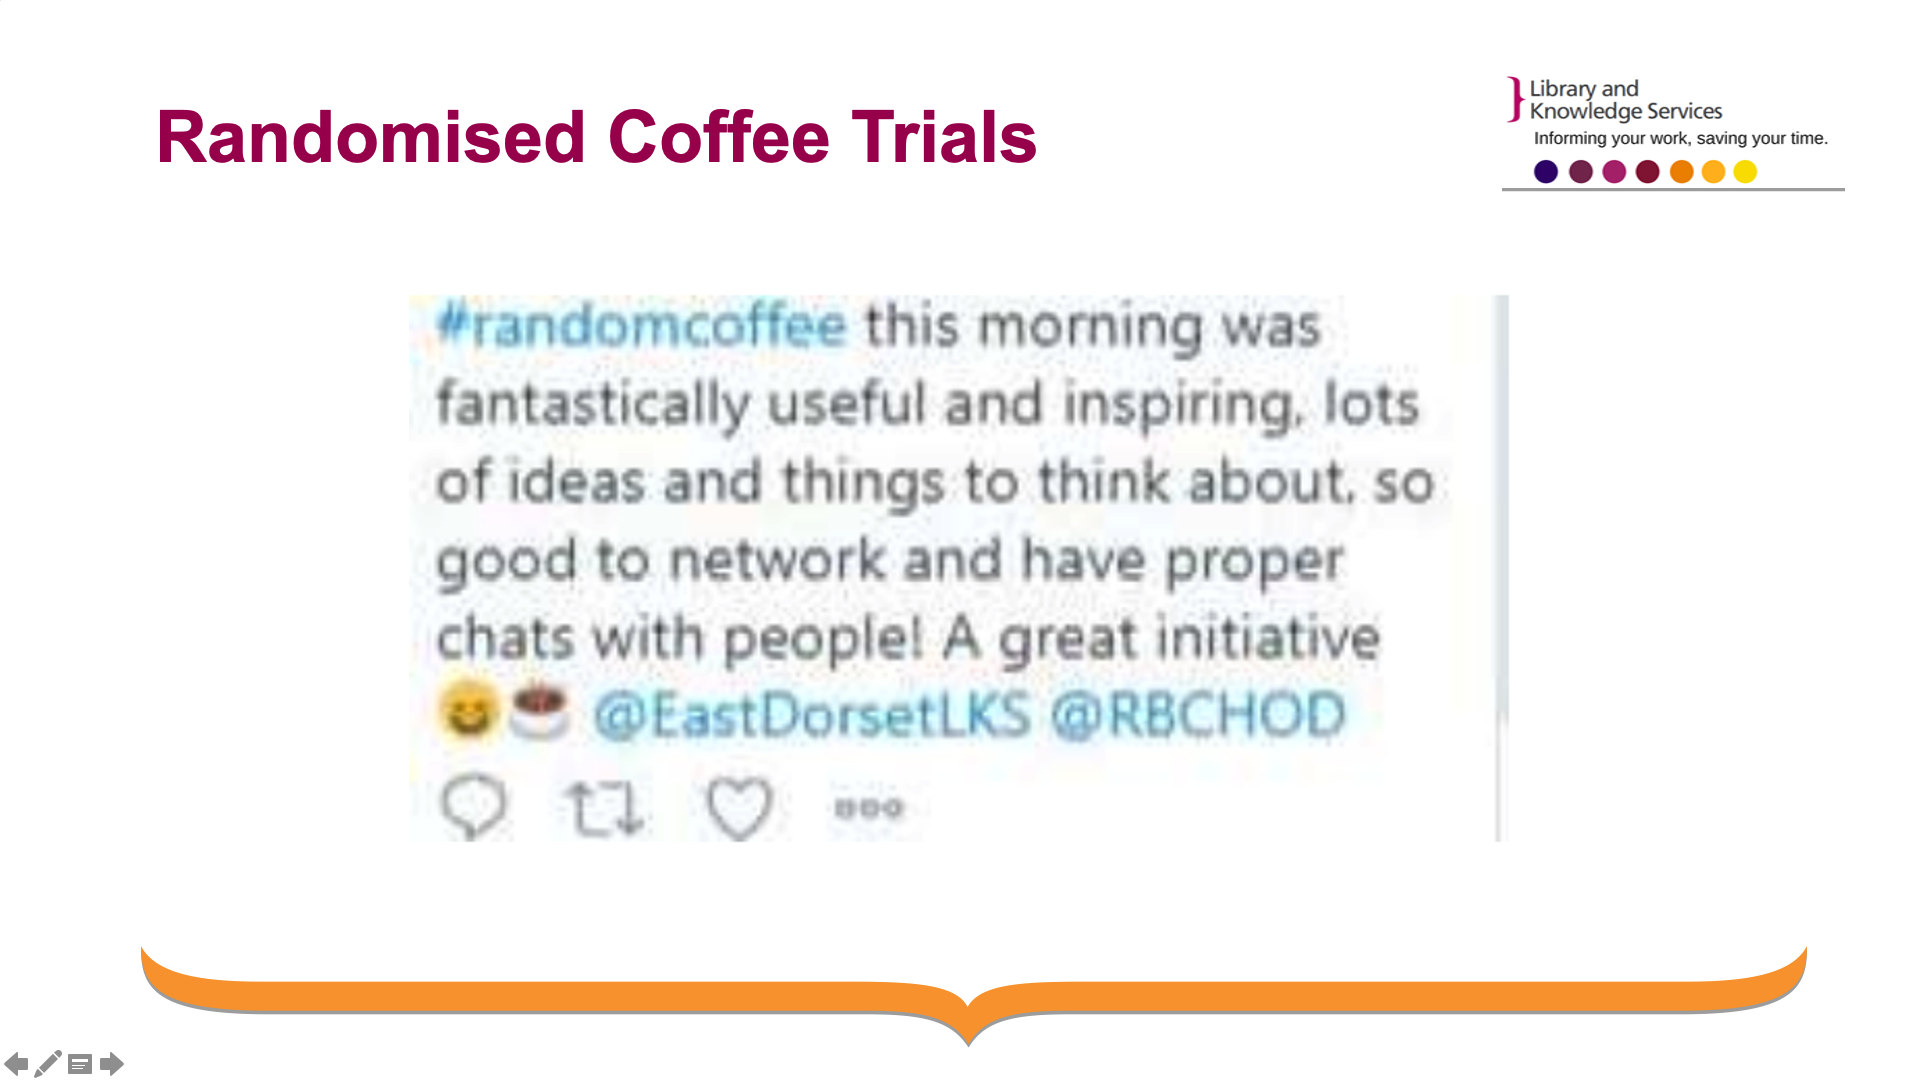 Randomised Coffee Trials
Library and
Knowledge Services
Informing your work, saving your time.
#randomcoffee this morning was
fantastically useful and inspiring, lots
of ideas and things to think about, so
good to network and have proper
chats with people! A great initiative
😊☕ @EastDorsetLKS @RBCHOD